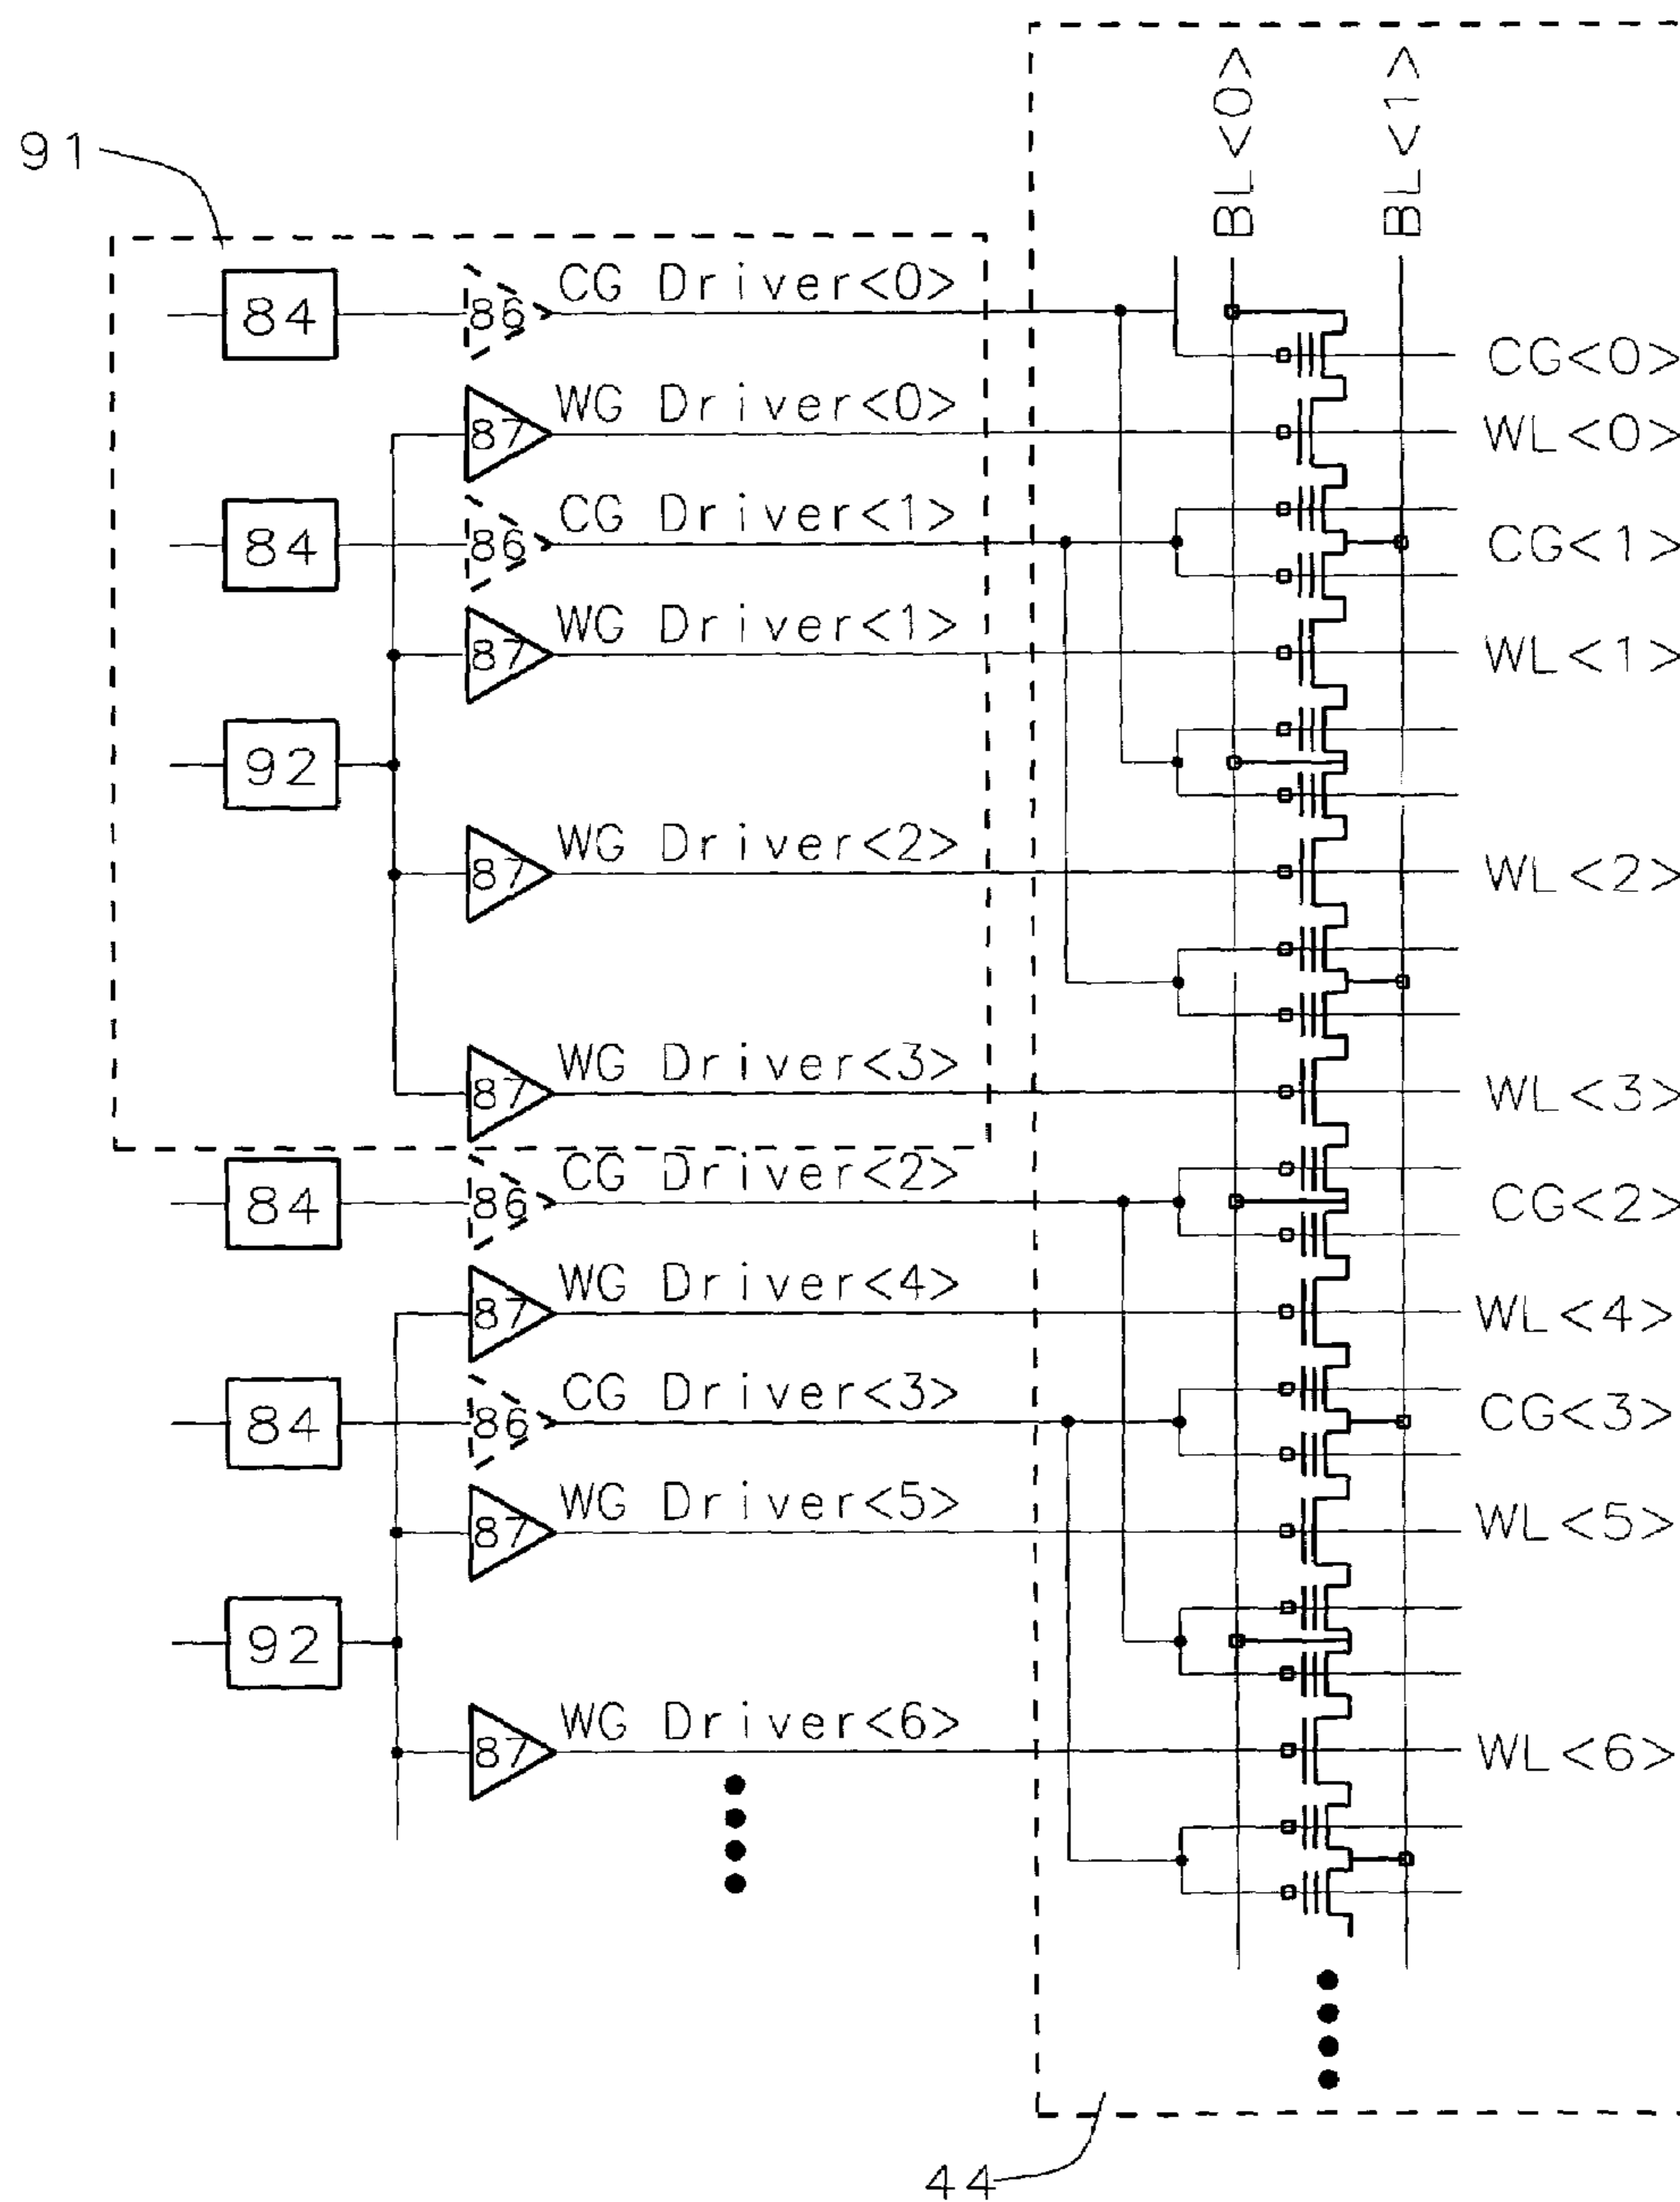 BL<0>
BL<1>
91
84
86
CG Driver<0>
CG<0>
87
WG Driver<0>
WL<0>
84
86
CG Driver<1>
CG<1>
87
WG Driver<1>
WL<1>
92
87
WG Driver<2>
WL<2>
87
WG Driver<3>
WL<3>
84
86
CG Driver<2>
CG<2>
87
WG Driver<4>
WL<4>
84
86
CG Driver<3>
CG<3>
87
WG Driver<5>
WL<5>
92
87
WG Driver<6>
WL<6>
44